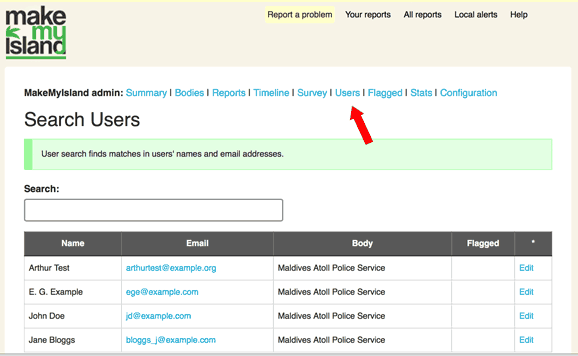 make
my
Island
Report a problem Your reports All reports Local alerts Help
MakeMyIsland admin: Summary | Bodies | Reports | Timeline | Survey | Users | Flagged | Stats | Configuration
Search Users
User search finds matches in users' names and email addresses.
Search:
Name Email Body Flagged *
Arthur Test arthurtest@example.org Maldives Atoll Police Service Edit
E. G. Example ege@example.com Maldives Atoll Police Service Edit
John Doe jd@example.com Maldives Atoll Police Service Edit
Jane Bloggs bloggs_j@example.com Maldives Atoll Police Service Edit